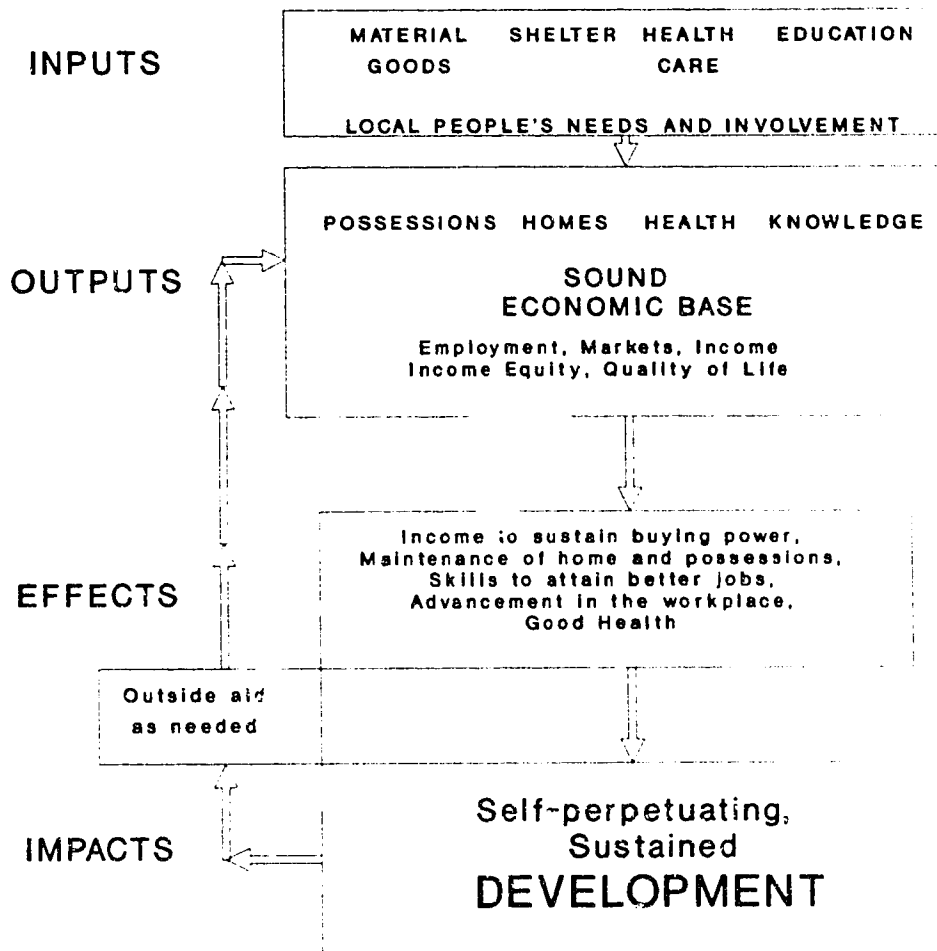 INPUTS
MATERIAL SHELTER HEALTH EDUCATION
GOODS CARE
LOCAL PEOPLE'S NEEDS AND INVOLVEMENT
OUTPUTS
POSSESSIONS HOMES HEALTH KNOWLEDGE
SOUND
ECONOMIC BASE
Employment, Markets, Income
Income Equity, Quality of Life
EFFECTS
Income to sustain buying power,
Maintenance of home and possessions,
Skills to attain better jobs,
Advancement in the workplace,
Good Health
Outside aid
as needed
IMPACTS
Self-perpetuating,
Sustained
DEVELOPMENT